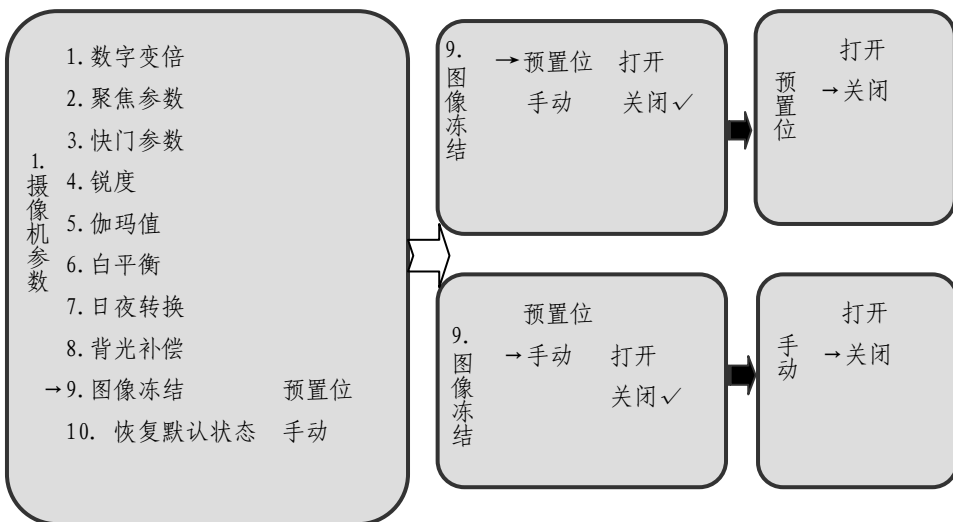 1.摄像机参数
1.数字变倍
2.聚焦参数
3.快门参数
4.锐度
5.伽玛值
6.白平衡
7.日夜转换
8.背光补偿
→9.图像冻结 预置位
10. 恢复默认状态 手动
9.图像冻结
→预置位 打开
手动 关闭✓
预置位
打开
→关闭
9.图像冻结
预置位
→手动 打开
关闭✓
手动
打开
→关闭